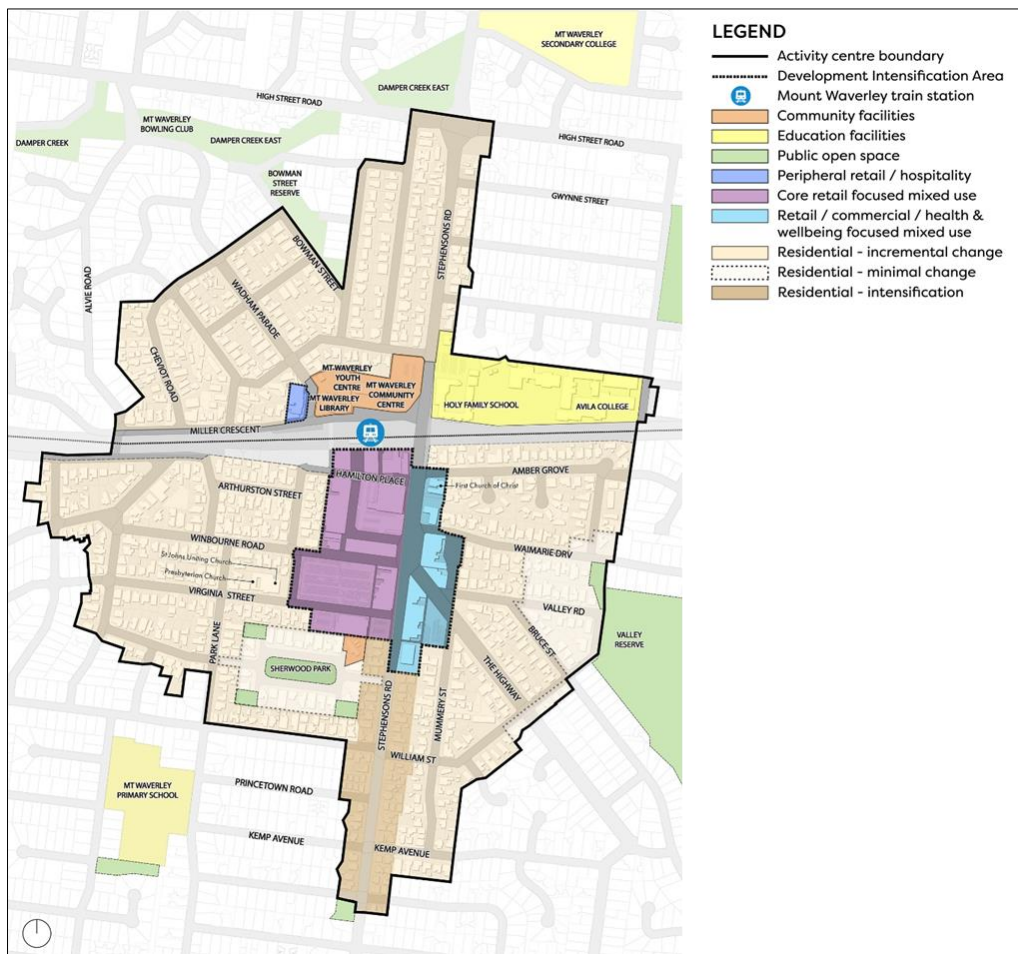 MT WAVERLEY
SECONDARY COLLEGE
DAMPER CREEK EAST
HIGH STREET ROAD
MT WAVERLEY
BOWLING CLUB
DAMPER CREEK
DAMPER CREEK EAST
HIGH STREET ROAD
BOWMAN
STREET
RESERVE
GWYNNE STREET
STEPHENSONS RD
BOWMAN STREET
WADHAM PARADE
ALVIE ROAD
CHEVIOT ROAD
MT WAVERLEY
YOUTH
CENTRE
MT WAVERLEY
LIBRARY
MT WAVERLEY
COMMUNITY
CENTRE
HOLY FAMILY SCHOOL
AVILA COLLEGE
MILLER CRESCENT
HAMILTON PLACE
AMBER GROVE
First Church of Christ
ARTHURSTON STREET
WINBOURNE ROAD
WAIMARIE DRV
St Johns Uniting Church
Presbyterian Church
VIRGINIA STREET
VALLEY RD
BRUCE ST
VALLEY
RESERVE
PARK LANE
SHERWOOD PARK
THE HIGHWAY
STEPHENSONS RD
MUMMERY ST
WILLIAM ST
MT WAVERLEY
PRIMARY SCHOOL
PRINCETOWN ROAD
KEMP AVENUE
KEMP AVENUE
LEGEND
Activity centre boundary
Development Intensification Area
Mount Waverley train station
Community facilities
Education facilities
Public open space
Peripheral retail / hospitality
Core retail focused mixed use
Retail / commercial / health &
wellbeing focused mixed use
Residential - incremental change
Residential - minimal change
Residential - intensification